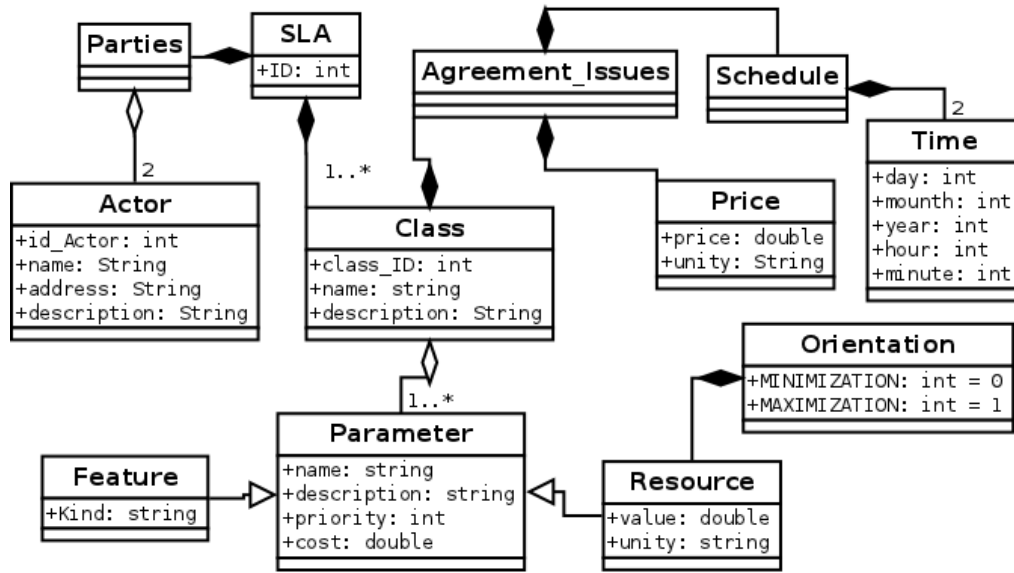 Parties
SLA
+ID: int
Agreement_Issues
Schedule
2
Time
+day: int
+mounth: int
+year: int
+hour: int
+minute: int
2
Actor
+id_Actor: int
+name: String
+address: String
+description: String
1..*
Class
+class_ID: int
+name: string
+description: String
Price
+price: double
+unity: String
Orientation
+MINIMIZATION: int = 0
+MAXIMIZATION: int = 1
1..*
Parameter
+name: string
+description: string
+priority: int
+cost: double
Feature
+Kind: string
Resource
+value: double
+unity: string